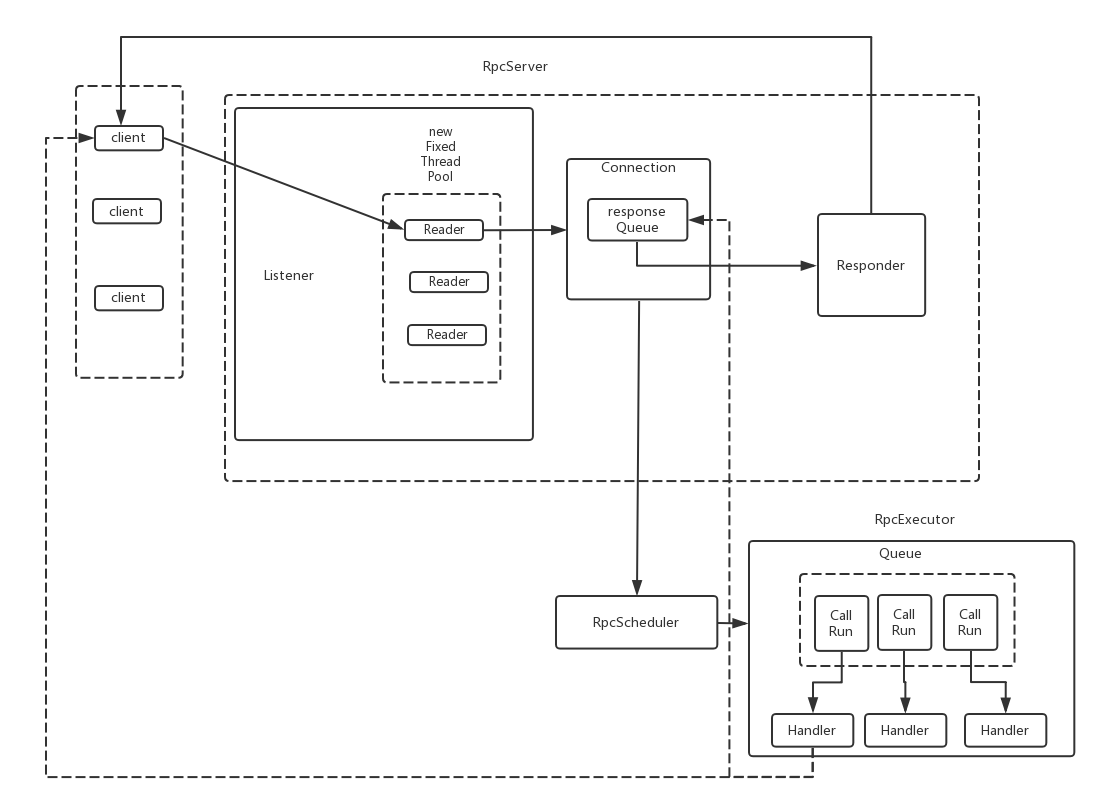 RpcServer
client
client
client
Listener
new
Fixed
Thread
Pool
Reader
Reader
Reader
Connection
response
Queue
Responder
RpcScheduler
RpcExecutor
Queue
Call
Run
Call
Run
Call
Run
Handler
Handler
Handler